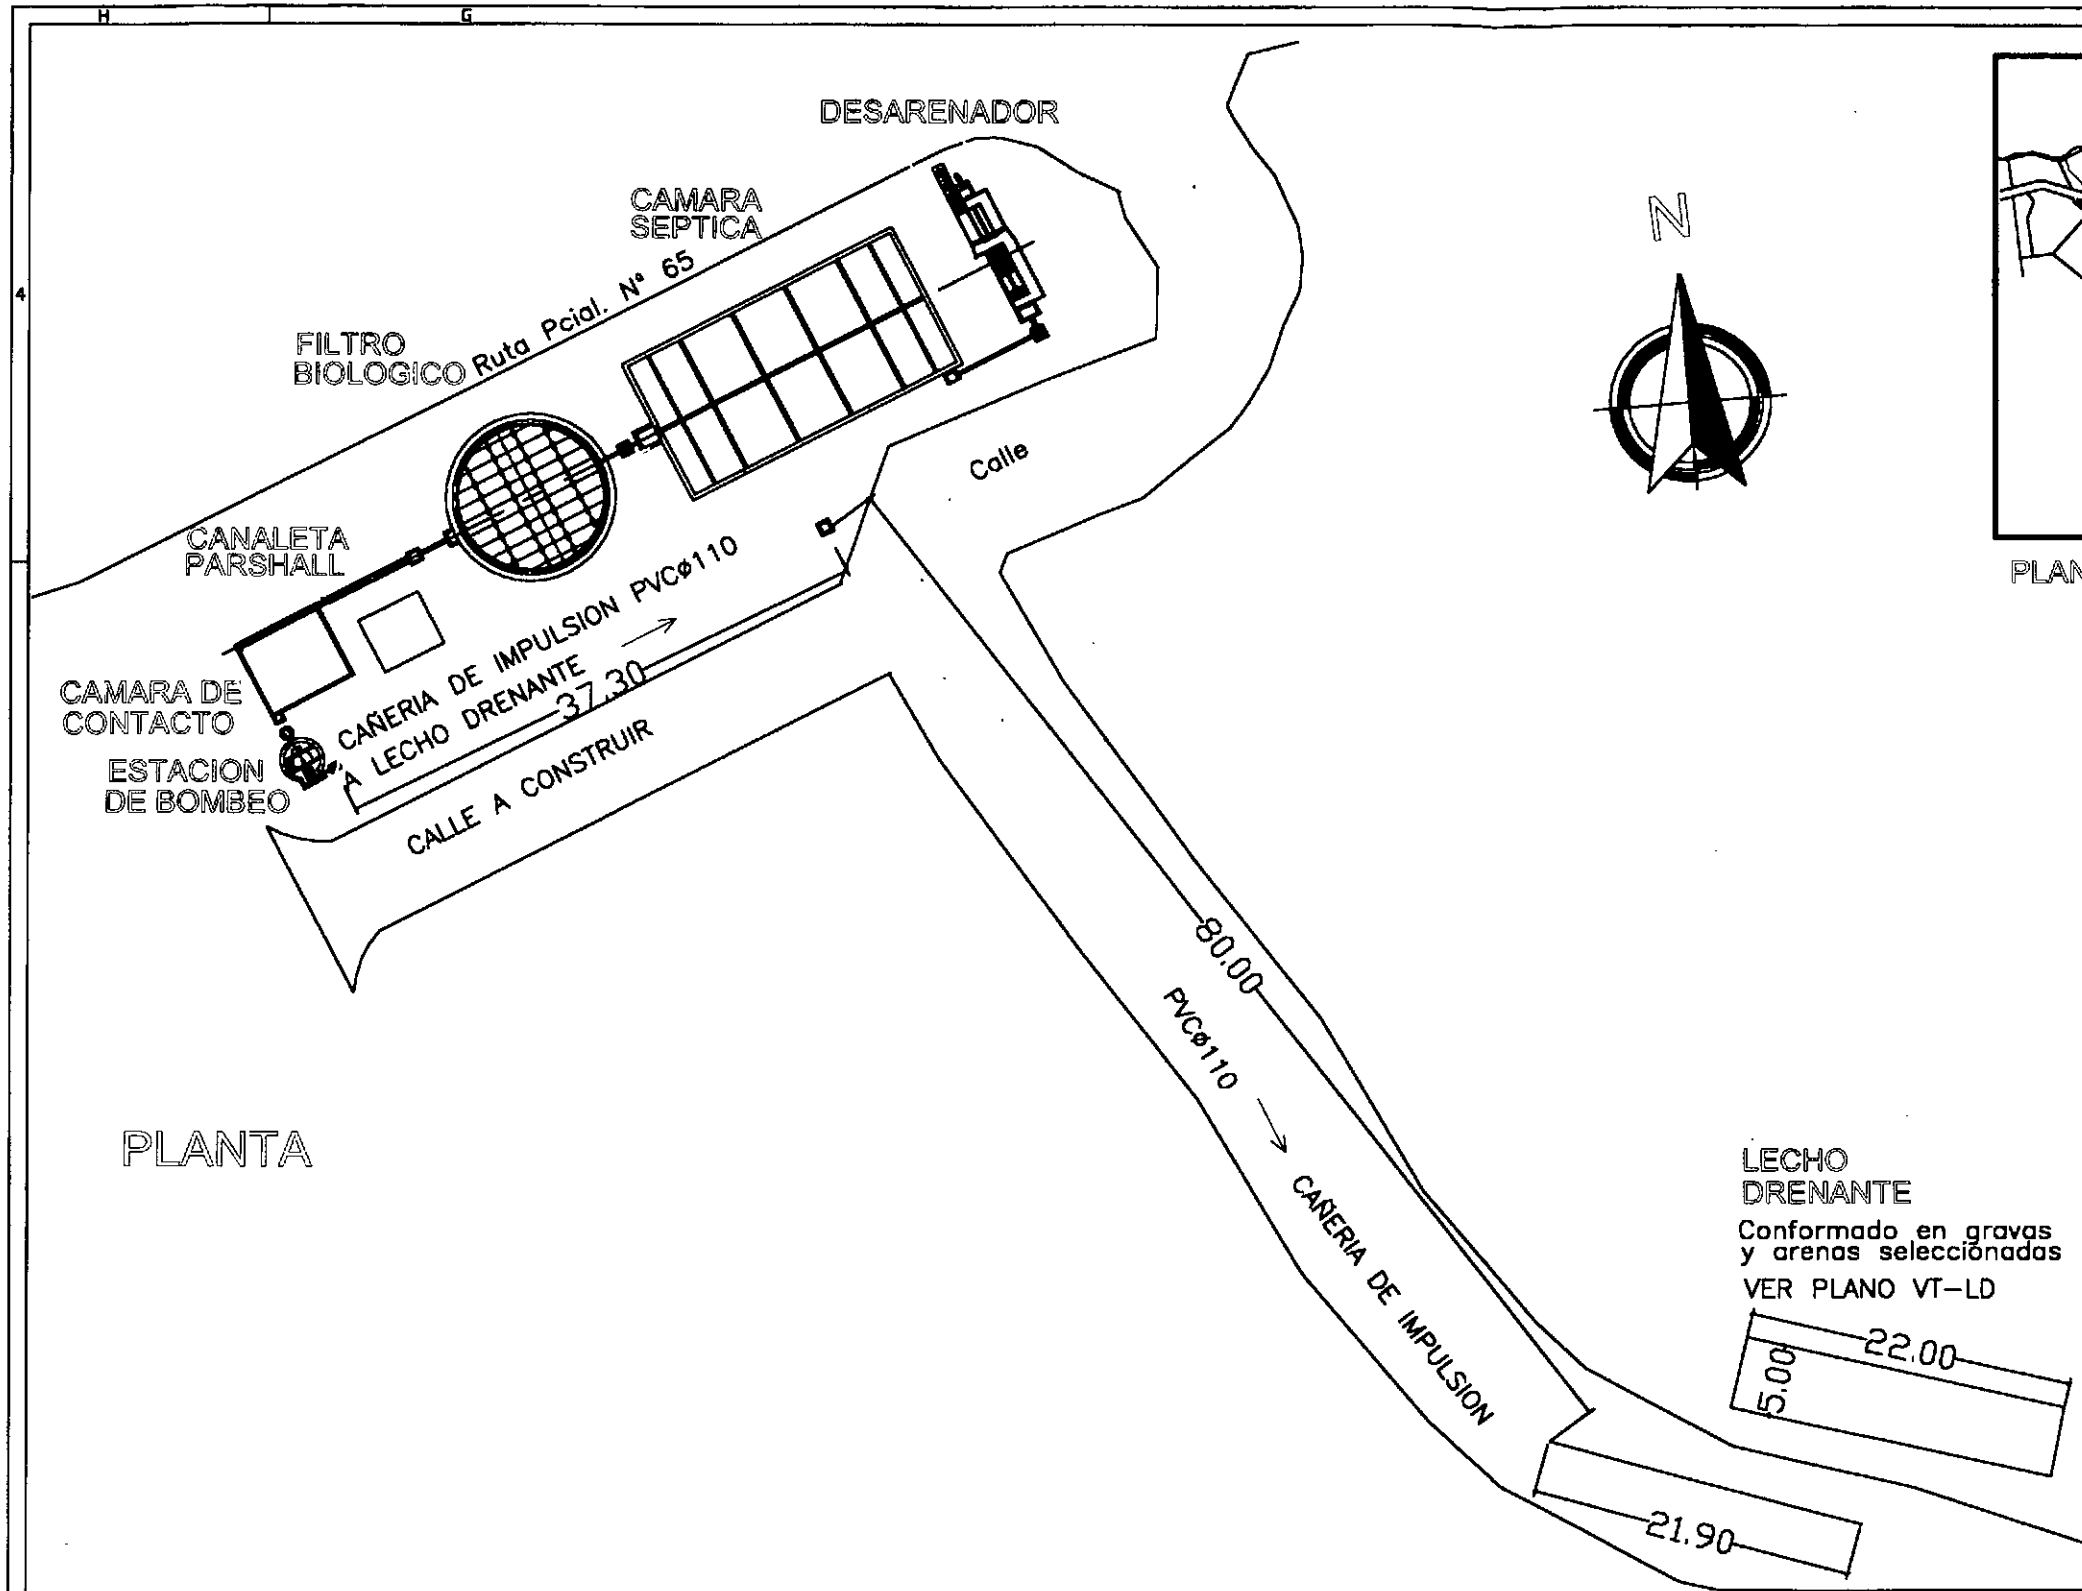 H
G
4
DESARENADOR
CAMARA
SEPTICA
Ruta Pcial. N° 65
FILTRO
BIOLOGICO
N
Calle
CANALETA
PARSHALL
CAÑERIA DE IMPULSION PVCø110
A LECHO DRENANTE
37.30
CAMARA DE
CONTACTO
ESTACION
DE BOMBEO
CALLE A CONSTRUIR
80.00
PVCø110
CAÑERIA DE IMPULSION
PLANTA
LECHO
DRENANTE
Conformado en gravas
y arenas seleccionadas
VER PLANO VT-LD
22.00
5.00
21.90